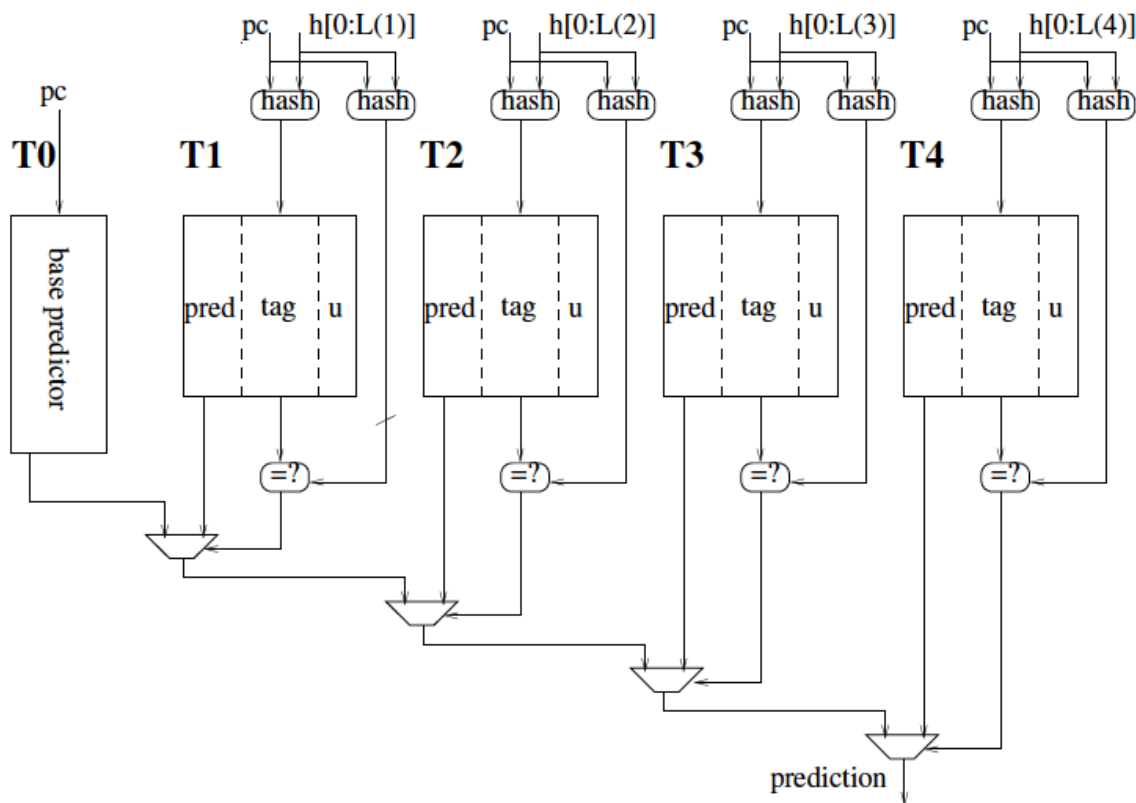 pc h[0:L(1)] pc h[0:L(2)] pc h[0:L(3)] pc h[0:L(4)]
hash hash hash hash hash hash hash hash
pc
T0 T1 T2 T3 T4
base predictor
pred tag u pred tag u pred tag u pred tag u
=? =? =? =?
prediction